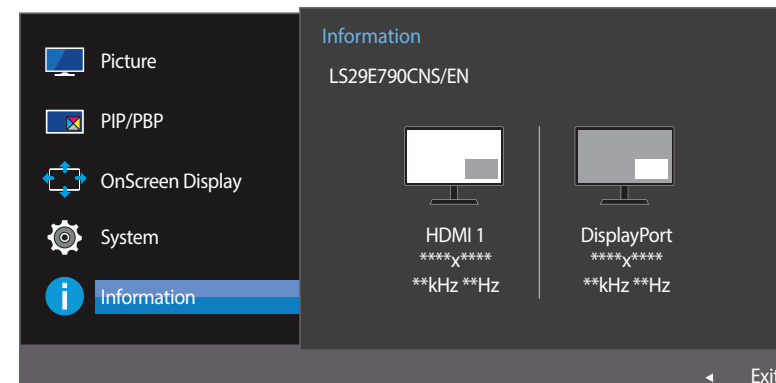 Picture
PIP/PBP
OnScreen Display
System
Information
Information
LS29E790CNS/EN
HDMI 1
****x****
**kHz **Hz
DisplayPort
****x****
**kHz **Hz
Exit